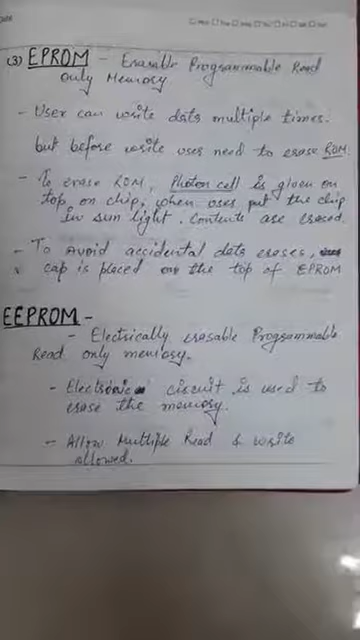 (3) EPROM - Erasable Programmable Read
only Memory
- User can write data multiple times.
but before write user need to erase ROM.
- To erase ROM, Photon cell is given on
top on chip, when user put the chip
in sun light. Contents are erased.
- To Avoid accidental data erases,
cap is placed on the top of EPROM
EEPROM -
- Electrically erasable Programmable
Read only memory.
- Electronic circuit is used to
erase the memory.
- Allow Multiple Read & write
allowed.